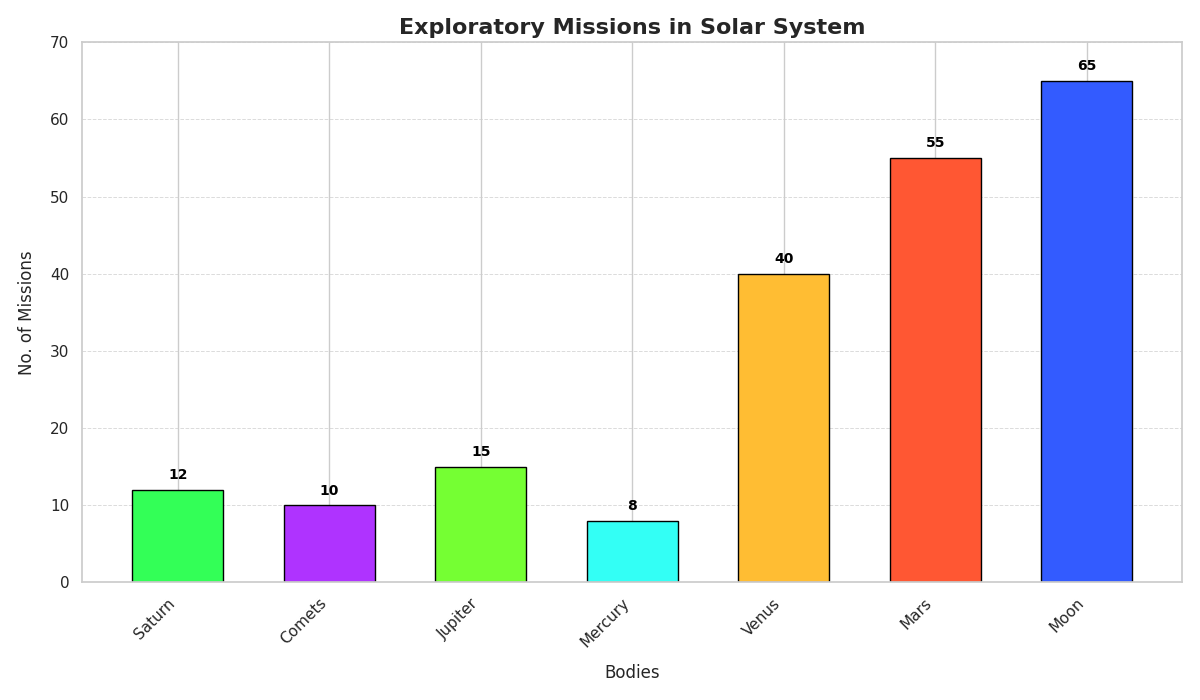 Exploratory Missions in Solar System
No. of Missions
70
60
50
40
30
20
10
0
12
10
15
8
40
55
65
Saturn
Comets
Jupiter
Mercury
Venus
Mars
Moon
Bodies